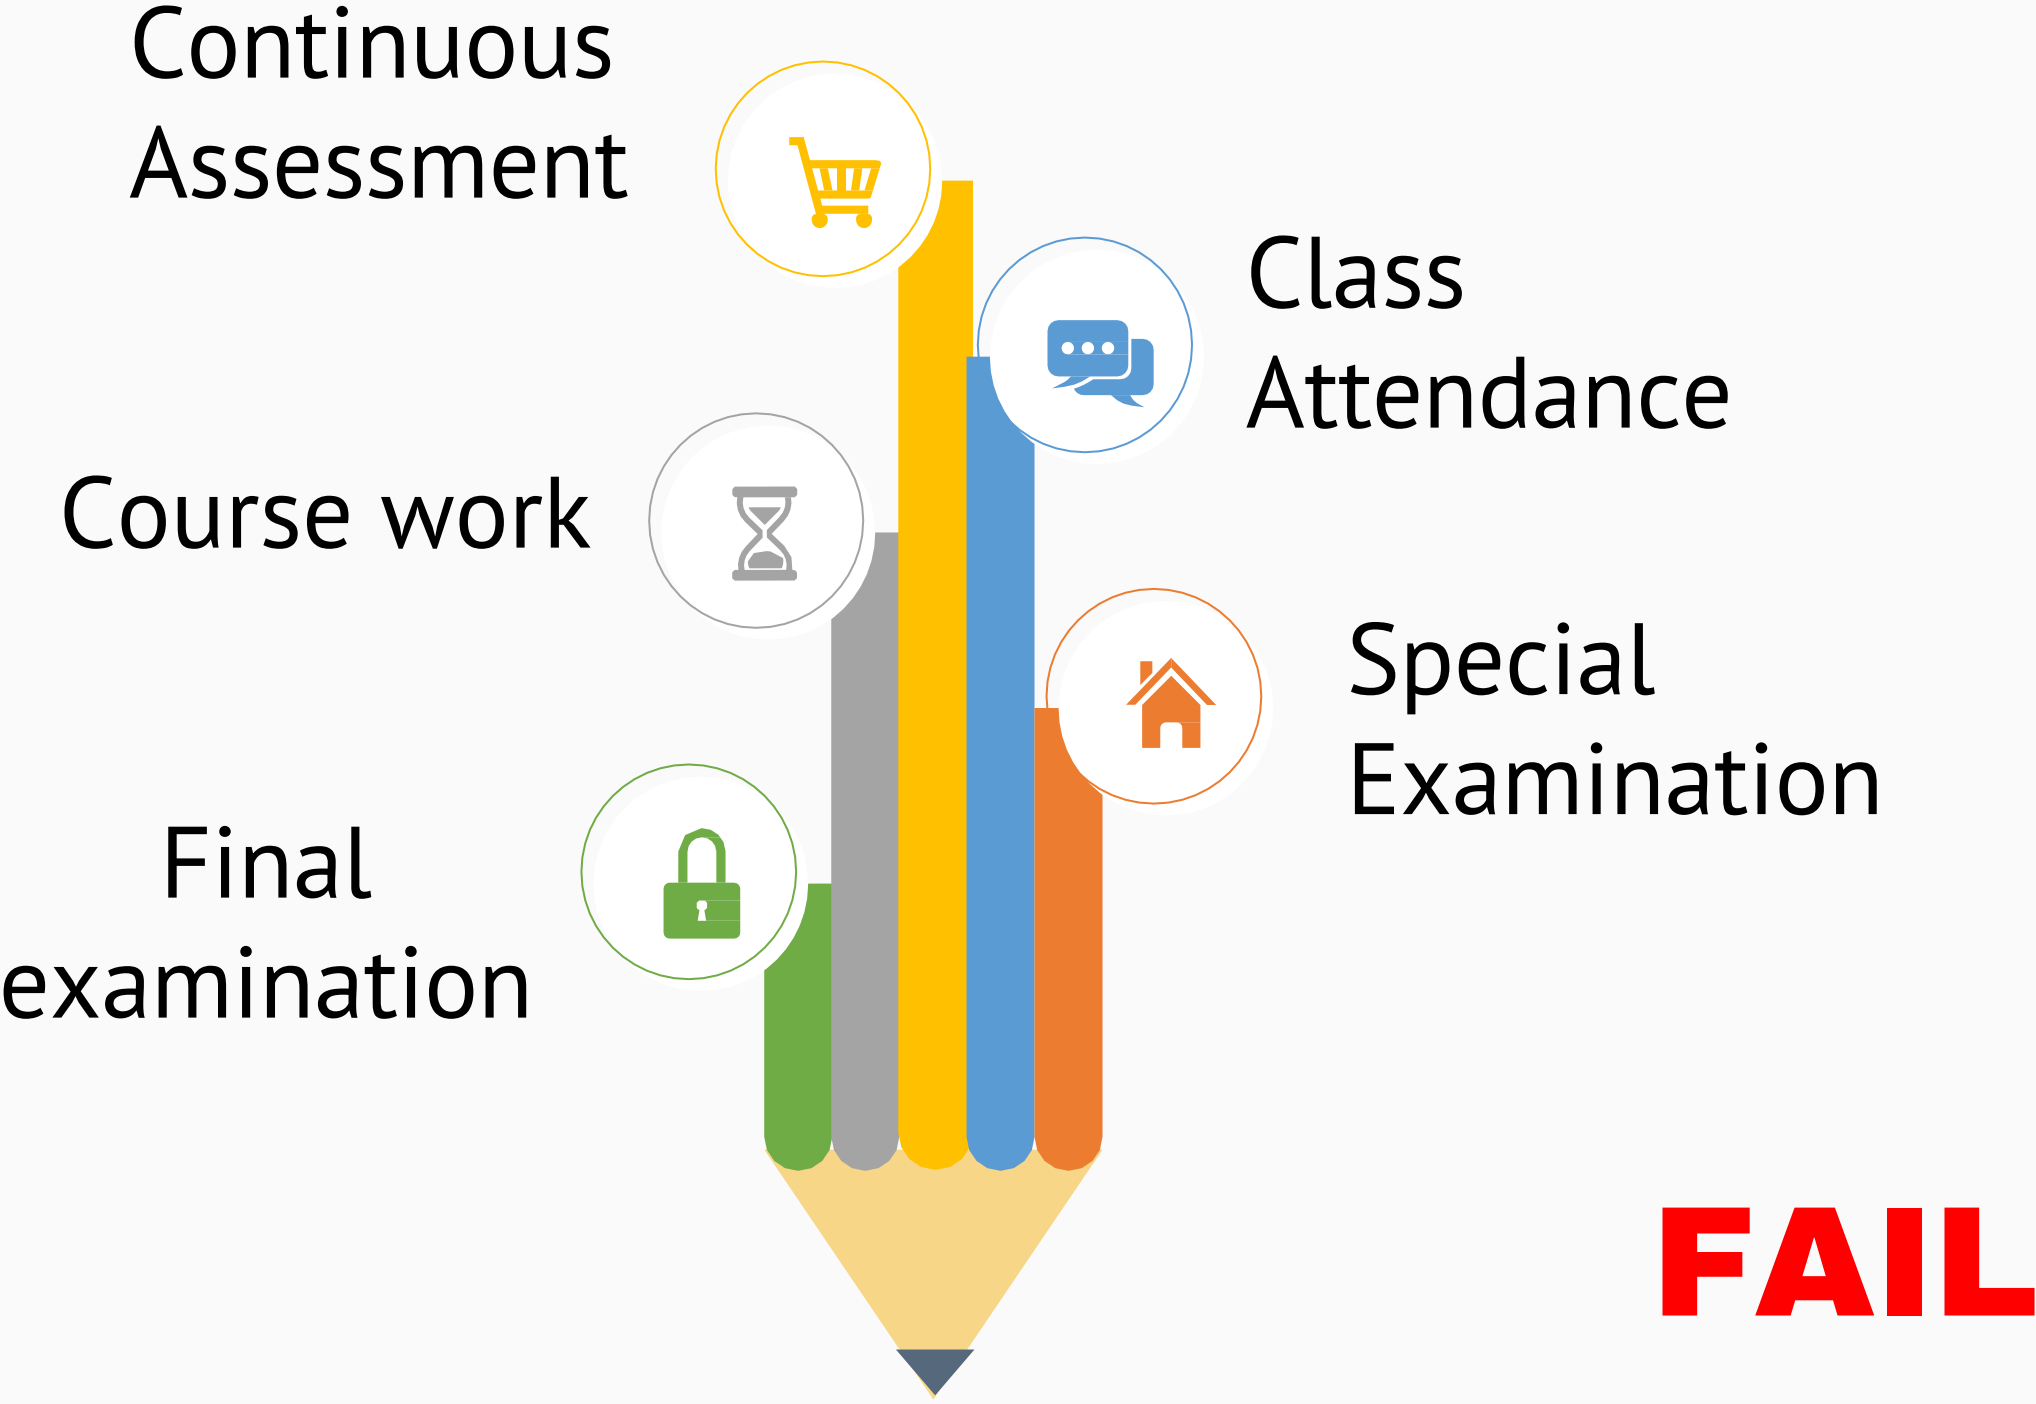 Continuous
Assessment
Class
Attendance
Course work
Special
Examination
Final
examination
FAIL